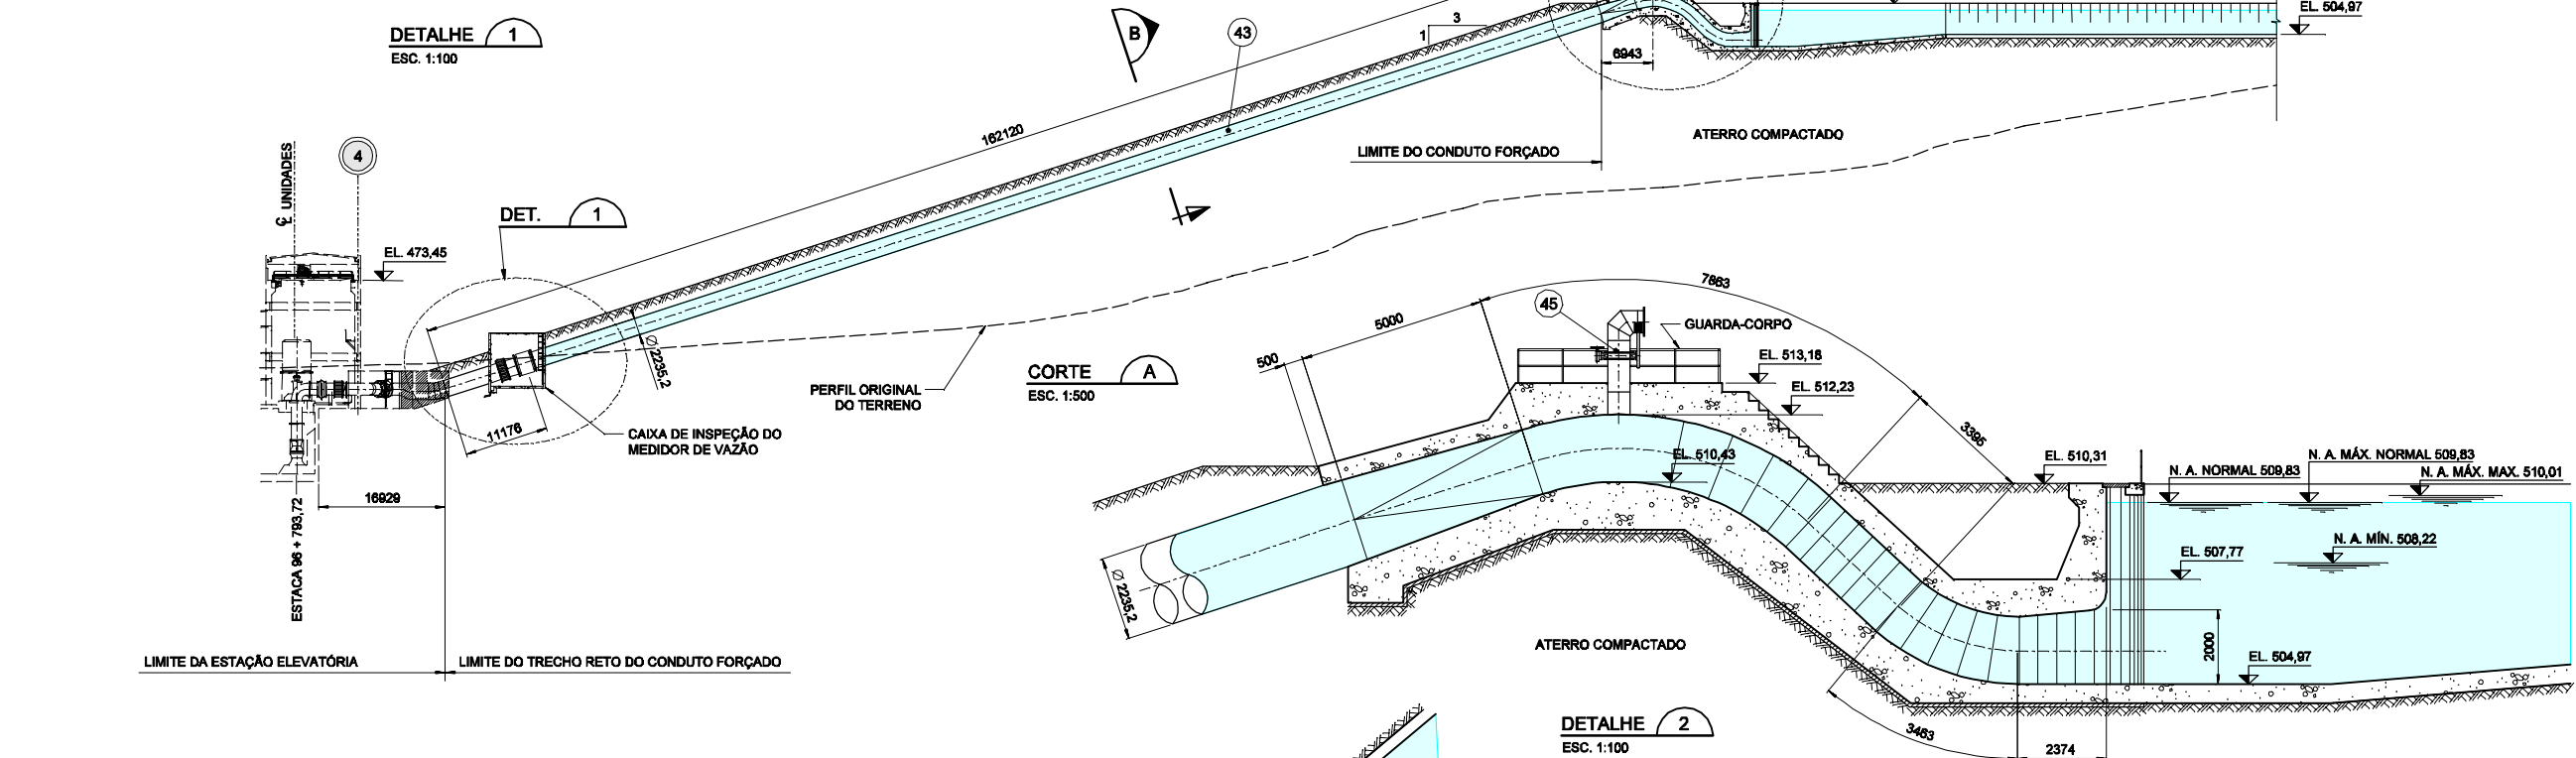 DETALHE 1
ESC. 1:100
B
43
3
1
6943
EL. 504,97
162120
ATERRO COMPACTADO
LIMITE DO CONDUTO FORÇADO
℄ UNIDADES
4
DET. 1
EL. 473,45
Ø 2235,2
11176
PERFIL ORIGINAL
DO TERRENO
CAIXA DE INSPEÇÃO DO
MEDIDOR DE VAZÃO
16929
ESTACA 96 + 793,72
LIMITE DA ESTAÇÃO ELEVATÓRIA
LIMITE DO TRECHO RETO DO CONDUTO FORÇADO
CORTE A
ESC. 1:500
7863
5000
500
45
GUARDA-CORPO
EL. 513,18
EL. 512,23
3395
EL. 510,43
EL. 510,31
N. A. NORMAL 509,83
N. A. MÁX. NORMAL 509,83
N. A. MÁX. MAX. 510,01
N. A. MÍN. 508,22
EL. 507,77
Ø 2235,2
2000
EL. 504,97
ATERRO COMPACTADO
3463
2374
DETALHE 2
ESC. 1:100